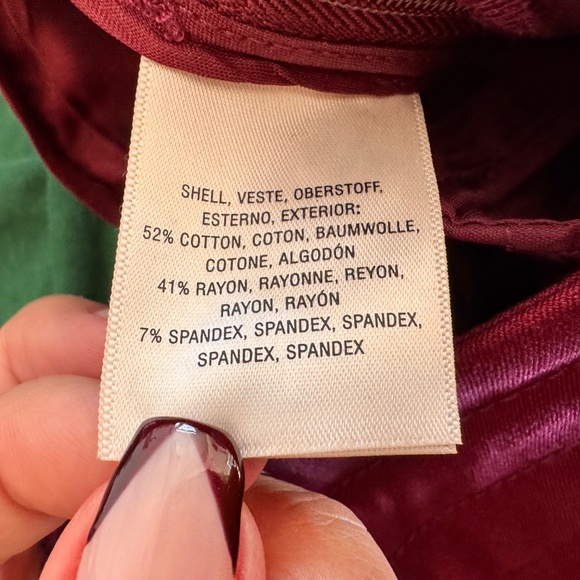 SHELL, VESTE, OBERSTOFF,
ESTERNO, EXTERIOR:
52% COTTON, COTON, BAUMWOLLE,
COTONE, ALGODÓN
41% RAYON, RAYONNE, REYON,
RAYON, RAYÓN
7% SPANDEX, SPANDEX, SPANDEX,
SPANDEX, SPANDEX